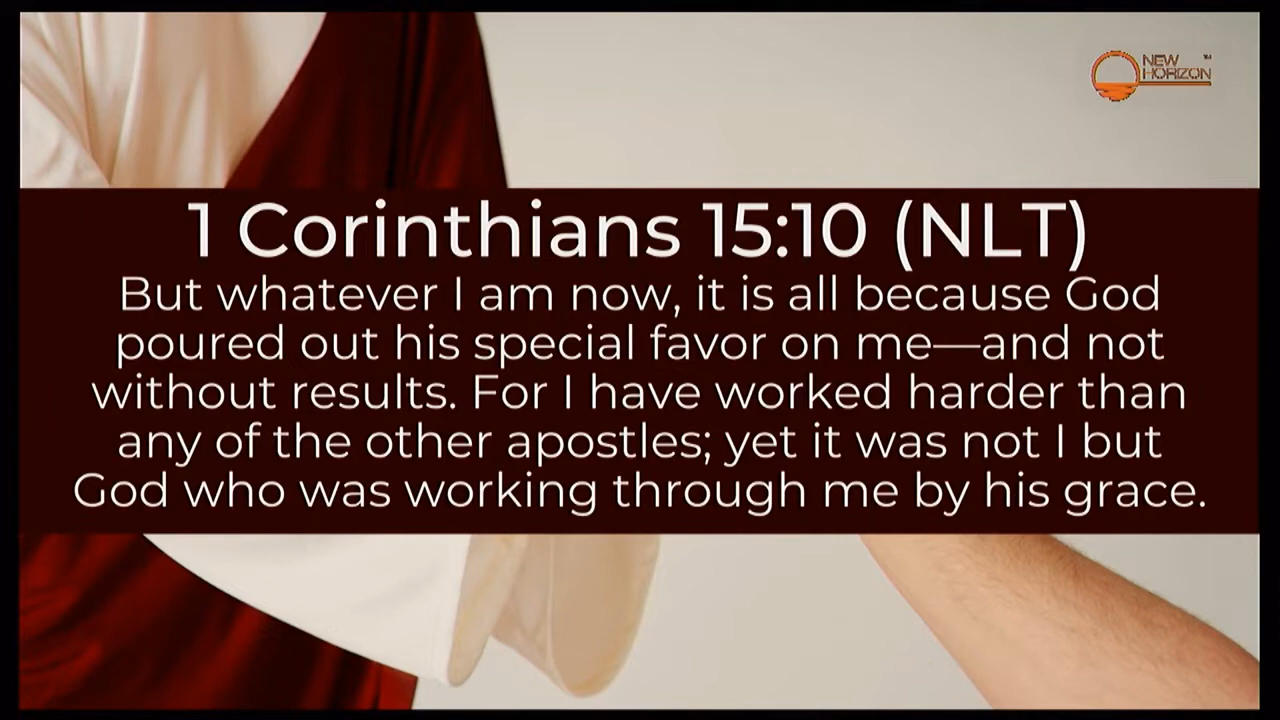 NEW
HORIZON
TM
1 Corinthians 15:10 (NLT)
But whatever I am now, it is all because God
poured out his special favor on me—and not
without results. For I have worked harder than
any of the other apostles; yet it was not I but
God who was working through me by his grace.